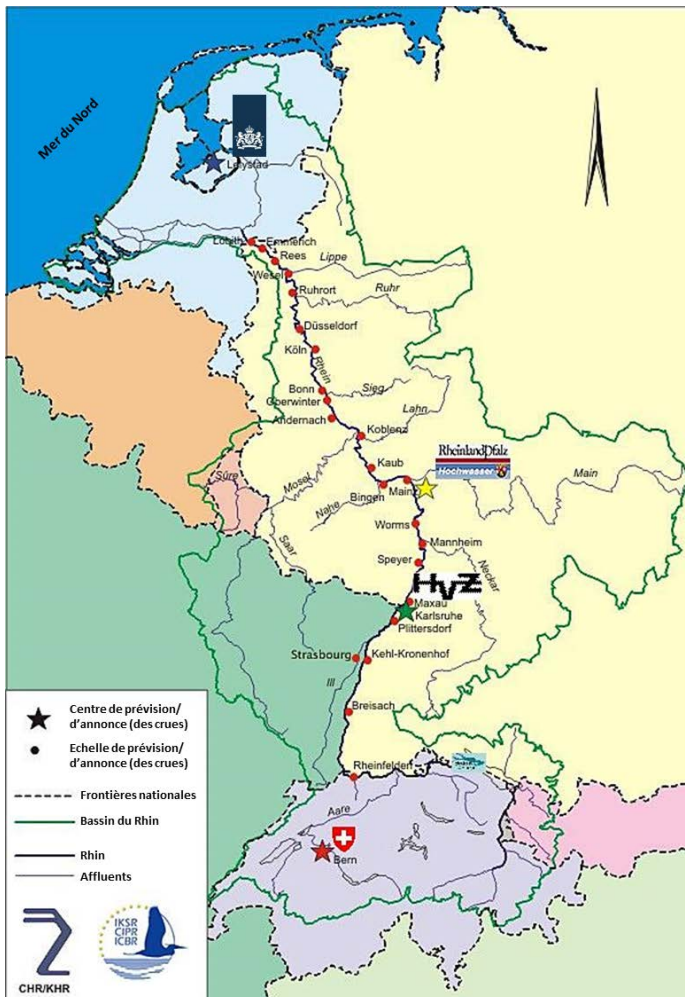 Mer du Nord
Lelystad
Lobith
Emmerich
Rees
Wesel
Lippe
Ruhrort
Ruhr
Düsseldorf
Köln
Rhein
Bonn
Sieg
Oberwinter
Andernach
Lahn
Koblenz
RheinlandPfalz
Hochwasser
Kaub
Mosel
Main
Sûre
Bingen
Mainz
Nahe
Worms
Saar
Mannheim
Speyer
Neckar
HVZ
Maxau
Karlsruhe
Plittersdorf
Strasbourg
Kehl-Kronenhof
Ill
Breisach
Rheinfelden
Aare
Bern
Centre de prévision/
d'annonce (des crues)
Echelle de prévision/
d'annonce (des crues)
Frontières nationales
Bassin du Rhin
Rhin
Affluents
IKSR
CIPR
ICBR
CHR/KHR